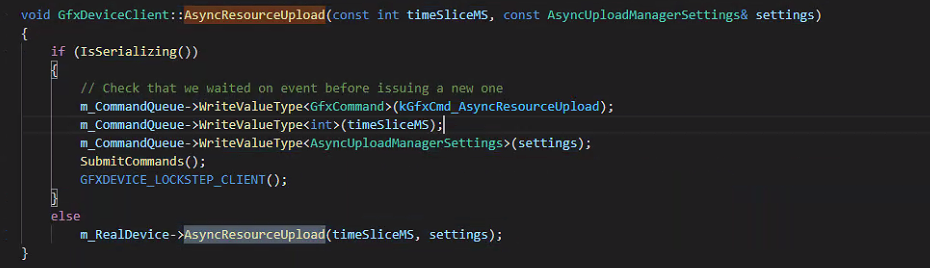 void GfxDeviceClient::AsyncResourceUpload(const int timeSliceMS, const AsyncUploadManagerSettings& settings)
{
if (IsSerializing())
{
// Check that we waited on event before issuing a new one
m_CommandQueue->WriteValueType<GfxCommand>(kGfxCmd_AsyncResourceUpload);
m_CommandQueue->WriteValueType<int>(timeSliceMS);
m_CommandQueue->WriteValueType<AsyncUploadManagerSettings>(settings);
SubmitCommands();
GFXDEVICE_LOCKSTEP_CLIENT();
}
else
m_RealDevice->AsyncResourceUpload(timeSliceMS, settings);
}